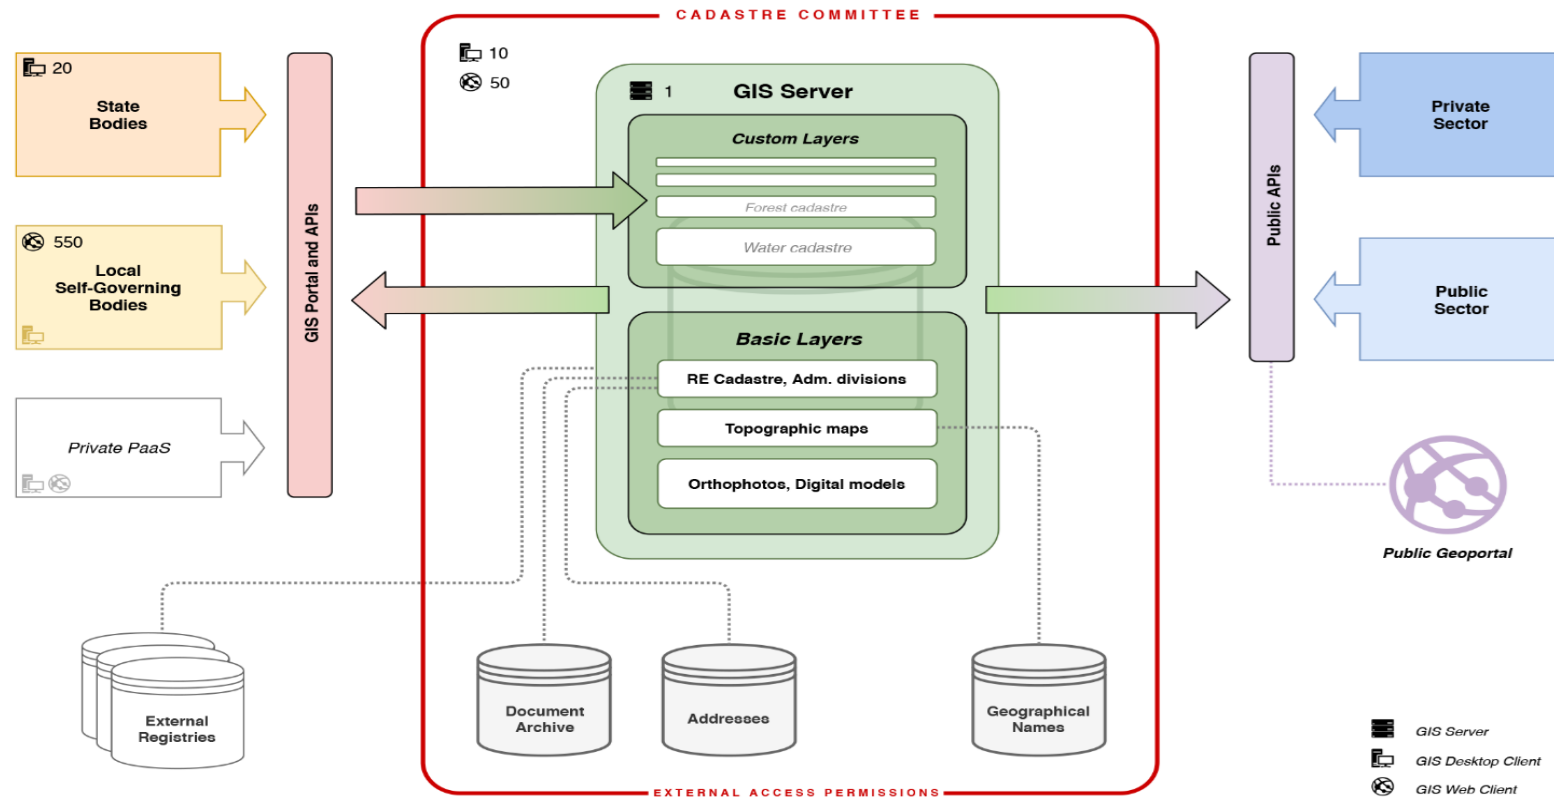 CADASTRE COMMITTEE
20
State
Bodies
550
Local
Self-Governing
Bodies
Private PaaS
GIS Portal and APIs
10
50
1
GIS Server
Custom Layers
Forest cadastre
Water cadastre
Basic Layers
RE Cadastre, Adm. divisions
Topographic maps
Orthophotos, Digital models
Public APIs
Private
Sector
Public
Sector
Public Geoportal
External
Registries
Document
Archive
Addresses
Geographical
Names
GIS Server
GIS Desktop Client
GIS Web Client
EXTERNAL ACCESS PERMISSIONS